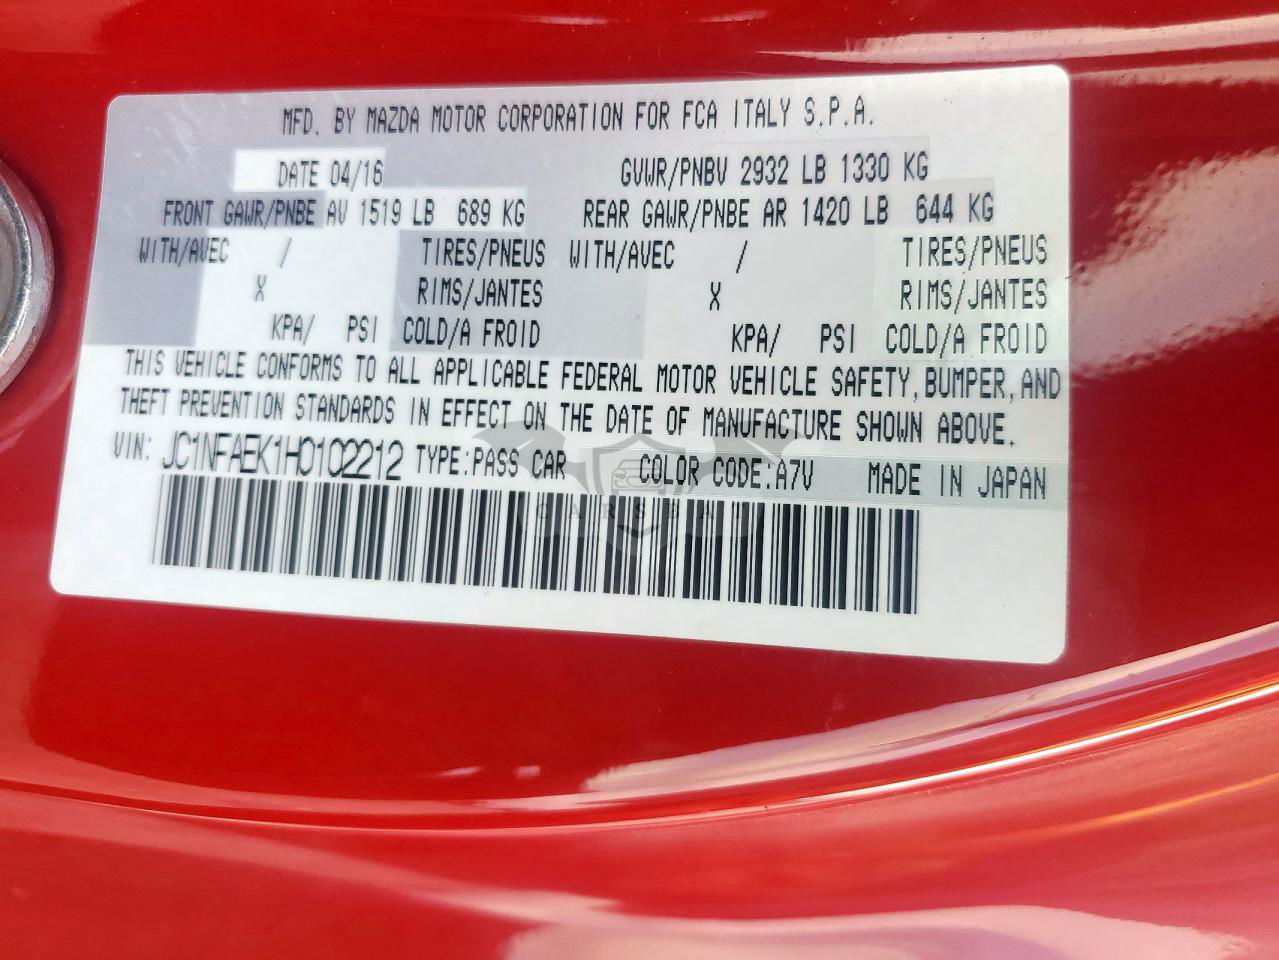 MFD. BY MAZDA MOTOR CORPORATION FOR FCA ITALY S.P.A.
DATE 04/16 GVWR/PNBV 2932 LB 1330 KG
FRONT GAWR/PNBE AV 1519 LB 689 KG REAR GAWR/PNBE AR 1420 LB 644 KG
WITH/AVEC / TIRES/PNEUS WITH/AVEC / TIRES/PNEUS
X RIMS/JANTES X RIMS/JANTES
KPA/ PSI COLD/A FROID KPA/ PSI COLD/A FROID
THIS VEHICLE CONFORMS TO ALL APPLICABLE FEDERAL MOTOR VEHICLE SAFETY, BUMPER, AND
THEFT PREVENTION STANDARDS IN EFFECT ON THE DATE OF MANUFACTURE SHOWN ABOVE.
VIN: JC1NFAEK1H0102212 TYPE:PASS CAR COLOR CODE:A7V MADE IN JAPAN
CARSBAT